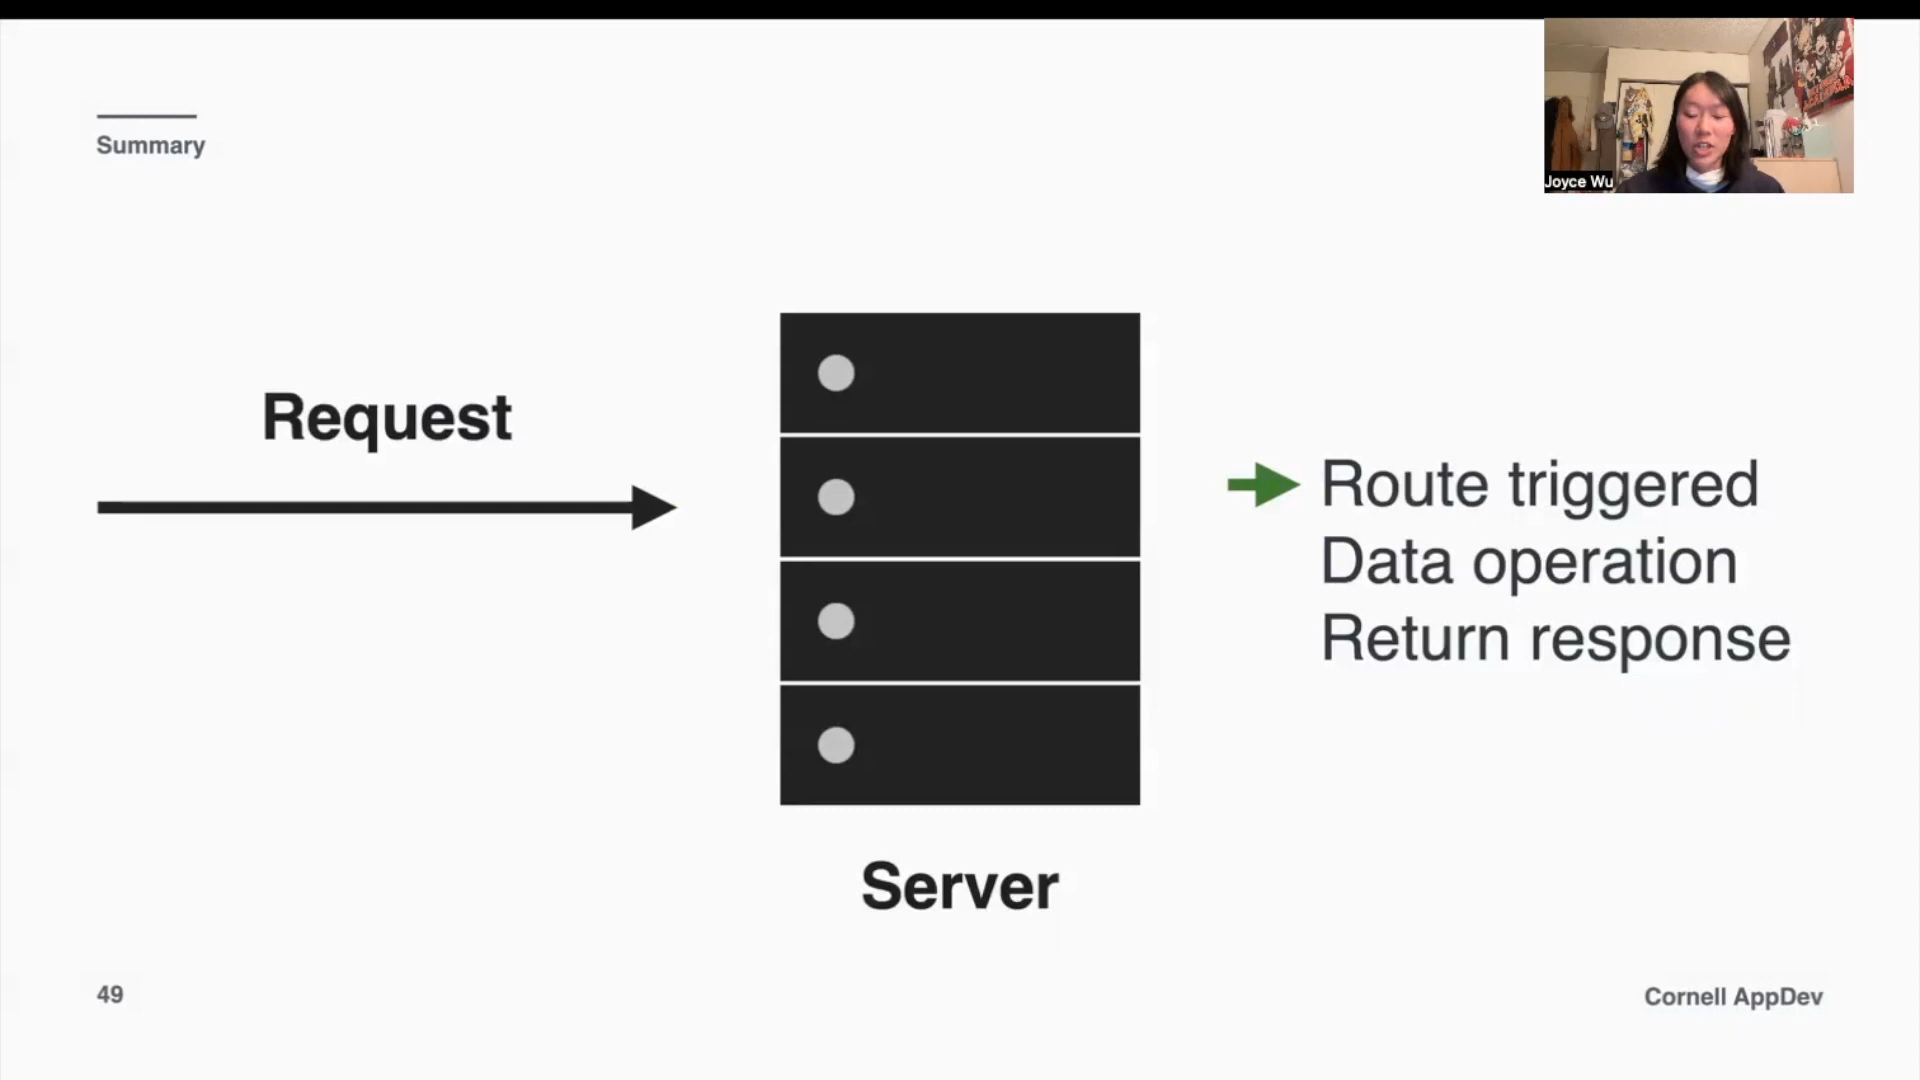 Summary
Joyce Wu
Request
Route triggered
Data operation
Return response
Server
49
Cornell AppDev